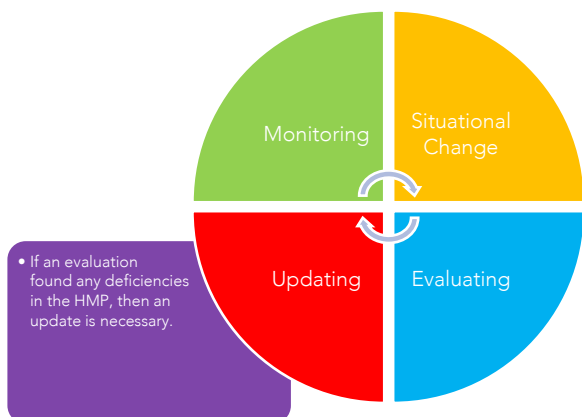 Monitoring
Situational
Change
Updating
Evaluating
• If an evaluation
found any deficiencies
in the HMP, then an
update is necessary.